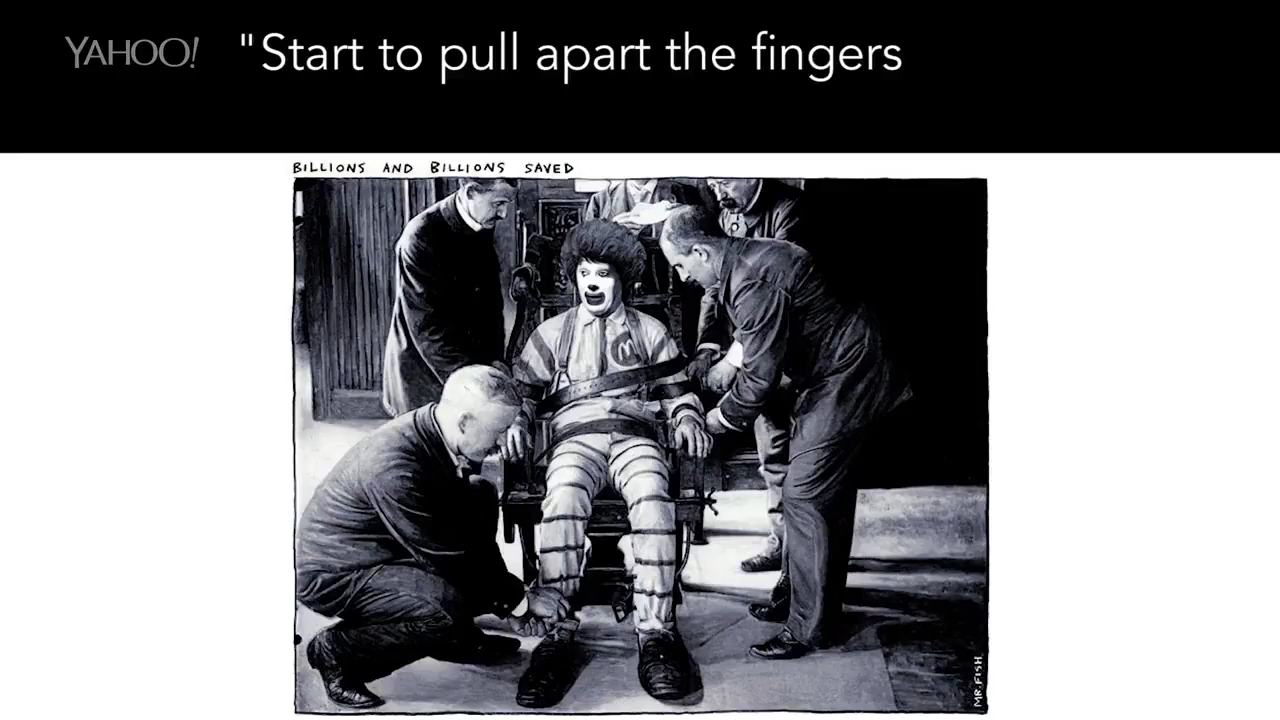 YAHOO! "Start to pull apart the fingers
BILLIONS AND BILLIONS SAVED
M
MR. FISH